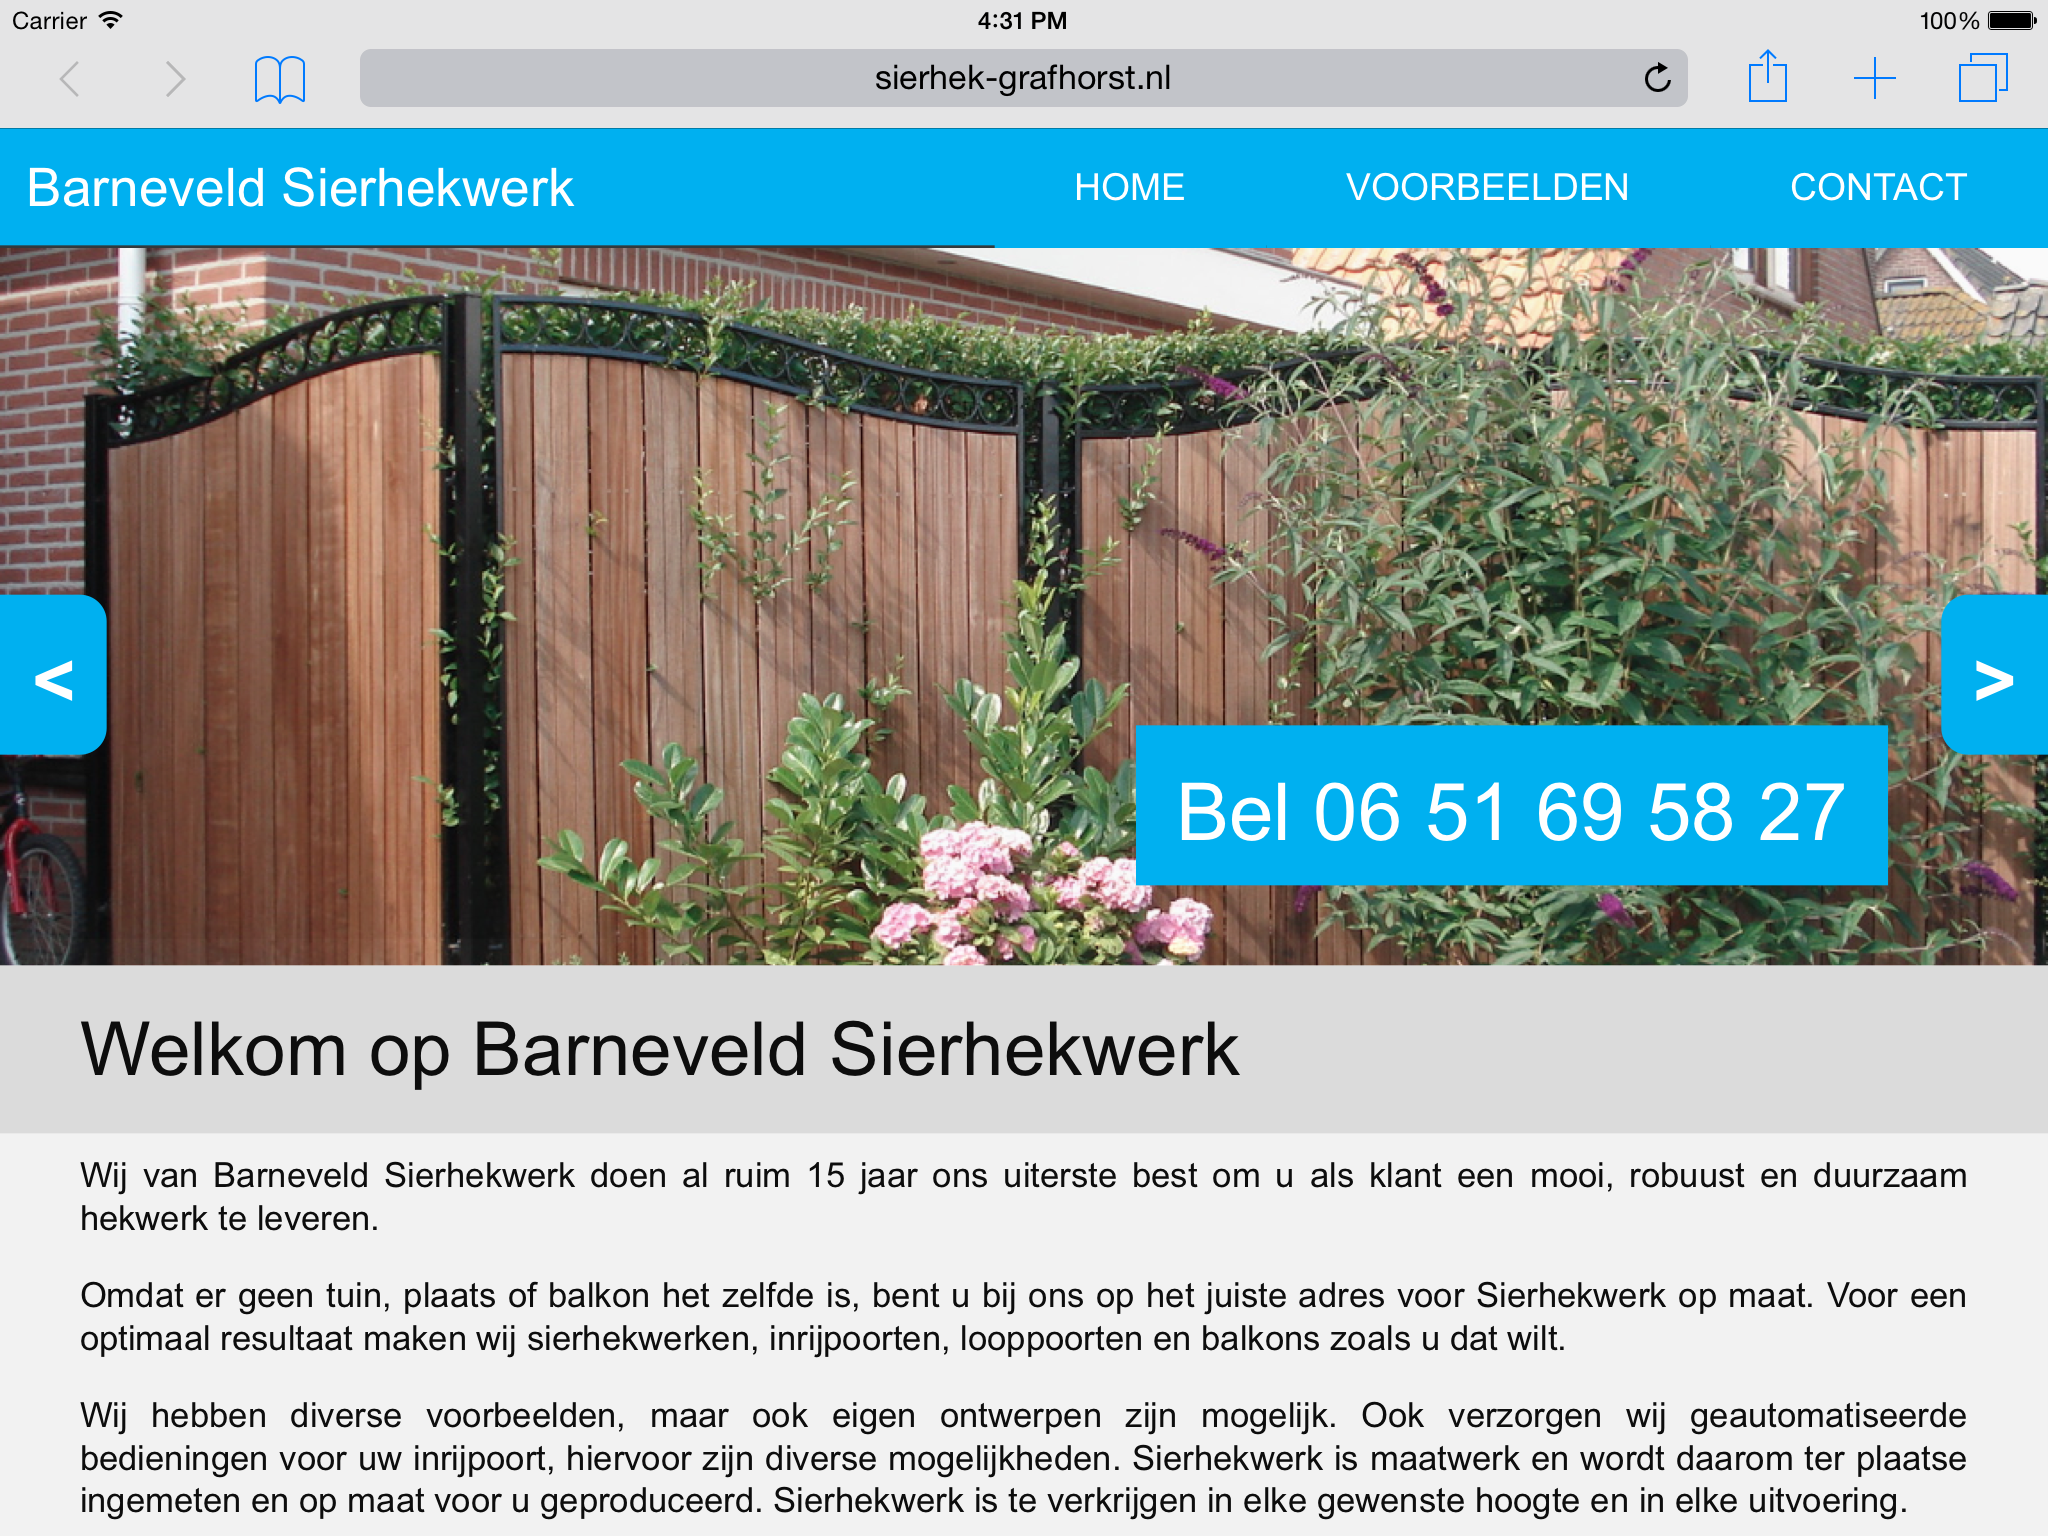 Carrier 4:31 PM 100%
sierhek-grafhorst.nl
Barneveld Sierhekwerk HOME VOORBEELDEN CONTACT
< >
Bel 06 51 69 58 27
Welkom op Barneveld Sierhekwerk
Wij van Barneveld Sierhekwerk doen al ruim 15 jaar ons uiterste best om u als klant een mooi, robuust en duurzaam
hekwerk te leveren.
Omdat er geen tuin, plaats of balkon het zelfde is, bent u bij ons op het juiste adres voor Sierhekwerk op maat. Voor een
optimaal resultaat maken wij sierhekwerken, inrijpoorten, looppoorten en balkons zoals u dat wilt.
Wij hebben diverse voorbeelden, maar ook eigen ontwerpen zijn mogelijk. Ook verzorgen wij geautomatiseerde
bedieningen voor uw inrijpoort, hiervoor zijn diverse mogelijkheden. Sierhekwerk is maatwerk en wordt daarom ter plaatse
ingemeten en op maat voor u geproduceerd. Sierhekwerk is te verkrijgen in elke gewenste hoogte en in elke uitvoering.